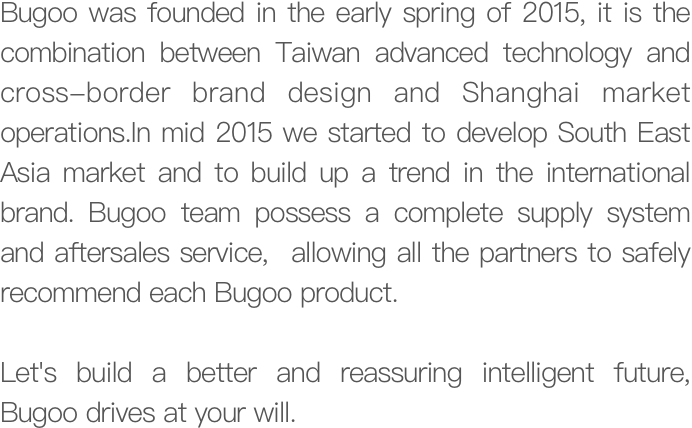 Bugoo was founded in the early spring of 2015, it is the
combination between Taiwan advanced technology and
cross-border brand design and Shanghai market
operations.In mid 2015 we started to develop South East
Asia market and to build up a trend in the international
brand. Bugoo team possess a complete supply system
and aftersales service,  allowing all the partners to safely
recommend each Bugoo product.
Let's build a better and reassuring intelligent future,
Bugoo drives at your will.